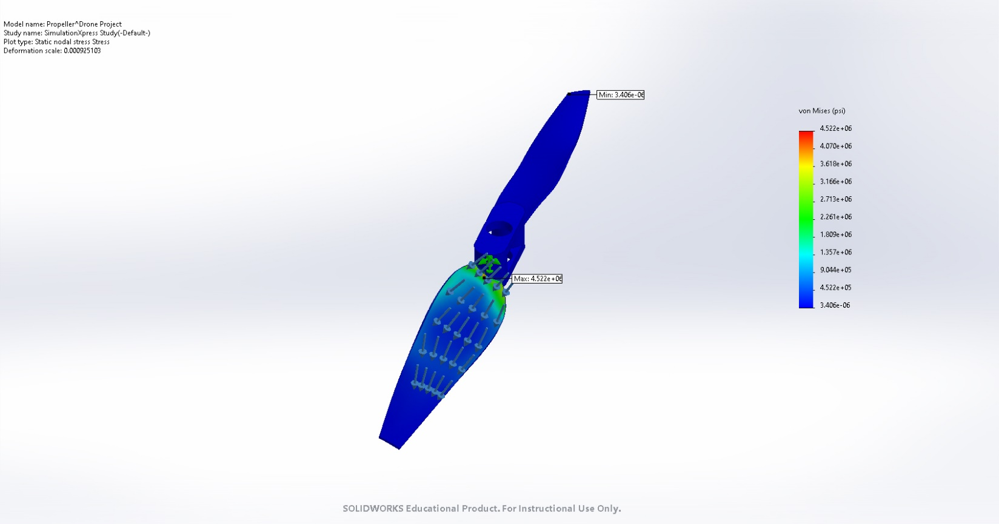 Model name: Propeller^Drone Project
Study name: SimulationXpress Study(-Default-)
Plot type: Static nodal stress Stress
Deformation scale: 0.000925103
Min: 3.406e-06
von Mises (psi)
4.522e+06
4.070e+06
3.618e+06
3.166e+06
2.713e+06
2.261e+06
1.809e+06
1.357e+06
9.044e+05
4.522e+05
3.406e-06
Max: 4.522e+06
SOLIDWORKS Educational Product. For Instructional Use Only.